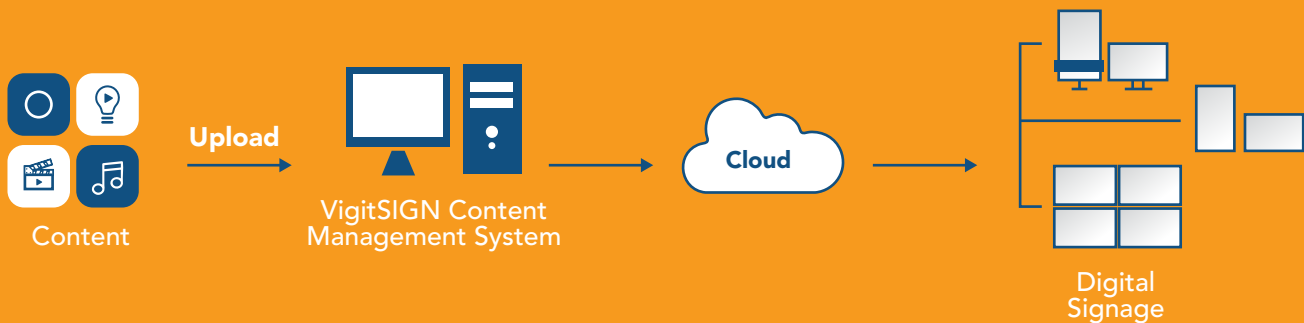 Content
Upload
VigitSIGN Content
Management System
Cloud
Digital
Signage